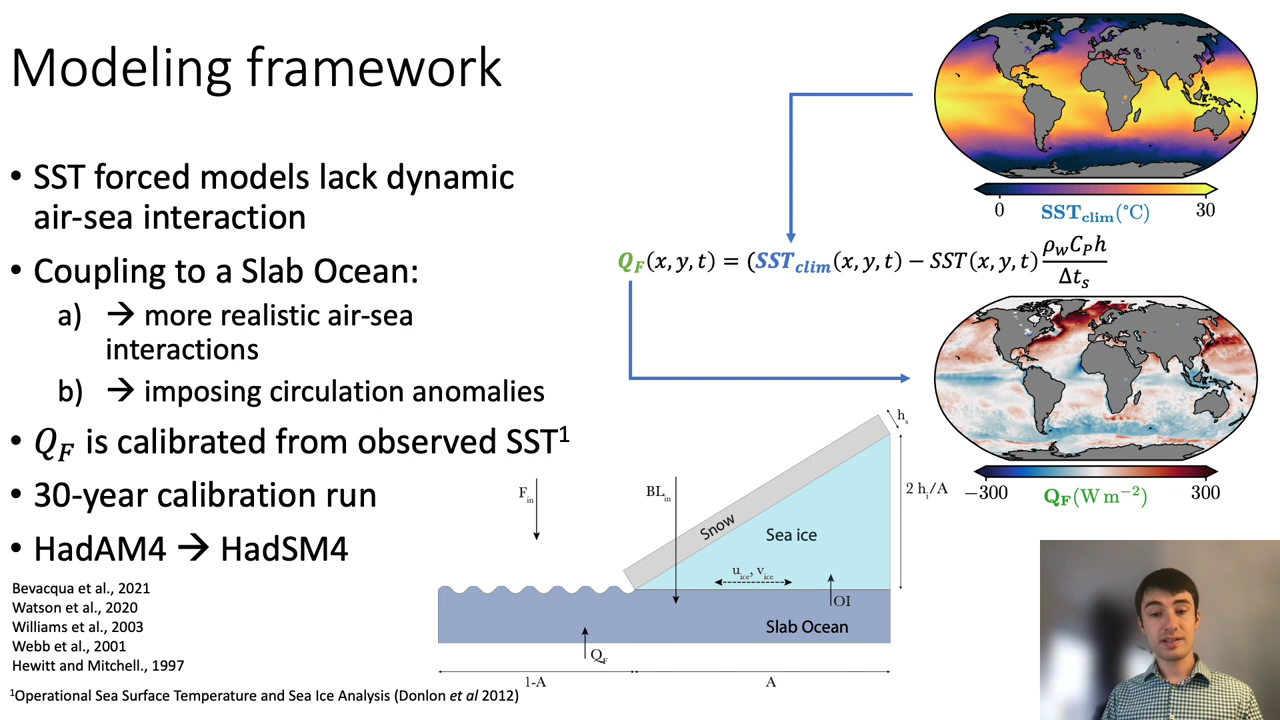 Modeling framework
• SST forced models lack dynamic
air-sea interaction
• Coupling to a Slab Ocean:
a) → more realistic air-sea
interactions
b) → imposing circulation anomalies
• Q_F is calibrated from observed SST¹
• 30-year calibration run
• HadAM4 → HadSM4
Bevacqua et al., 2021
Watson et al., 2020
Williams et al., 2003
Webb et al., 2001
Hewitt and Mitchell., 1997
¹Operational Sea Surface Temperature and Sea Ice Analysis (Donlon et al 2012)
0 SST_clim(°C) 30
Q_F(x, y, t) = (SST_clim(x, y, t) − SST(x, y, t) ρ_w C_P h / Δt_s
−300 Q_F(W m⁻²) 300
h_s
F_in
BL_in
2 h_i/A
Snow
Sea ice
u_ice, v_ice
OI
Slab Ocean
Q_F
1-A
A